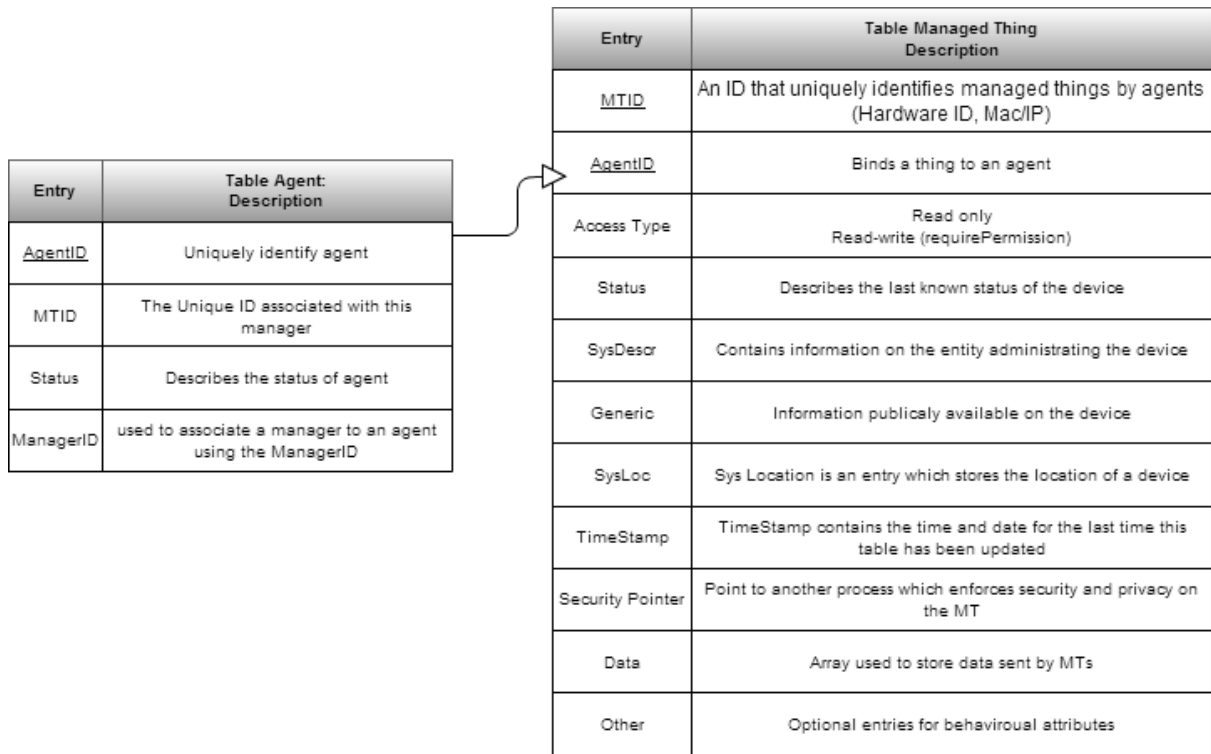 Entry
Table Agent:
Description
AgentID
Uniquely identify agent
MTID
The Unique ID associated with this
manager
Status
Describes the status of agent
ManagerID
used to associate a manager to an agent
using the ManagerID
Entry
Table Managed Thing
Description
MTID
An ID that uniquely identifies managed things by agents
(Hardware ID, Mac/IP)
AgentID
Binds a thing to an agent
Access Type
Read only
Read-write (requirePermission)
Status
Describes the last known status of the device
SysDescr
Contains information on the entity administrating the device
Generic
Information publicaly available on the device
SysLoc
Sys Location is an entry which stores the location of a device
TimeStamp
TimeStamp contains the time and date for the last time this
table has been updated
Security Pointer
Point to another process which enforces security and privacy on
the MT
Data
Array used to store data sent by MTs
Other
Optional entries for behaviroual attributes